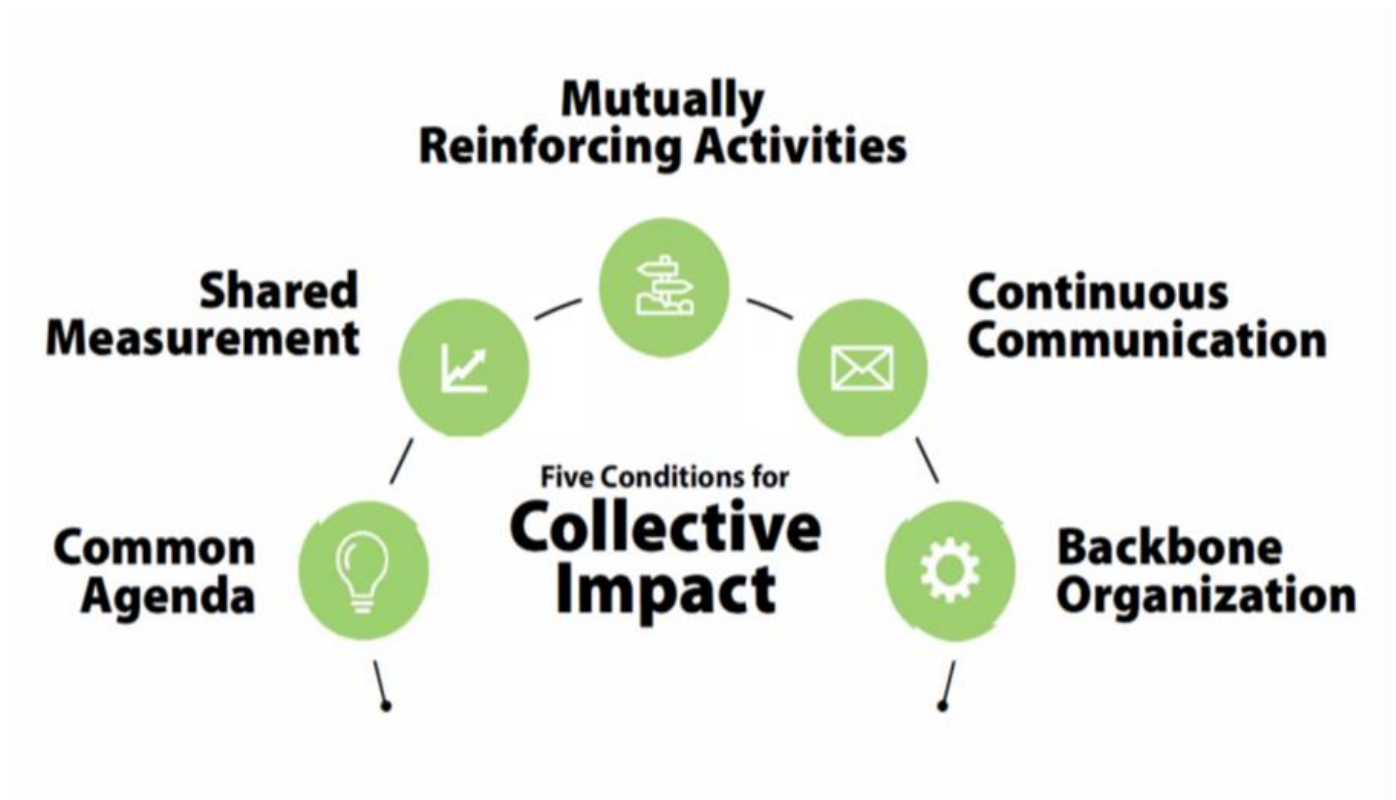 Mutually
Reinforcing Activities
Shared
Measurement
Continuous
Communication
Five Conditions for
Collective
Impact
Common
Agenda
Backbone
Organization